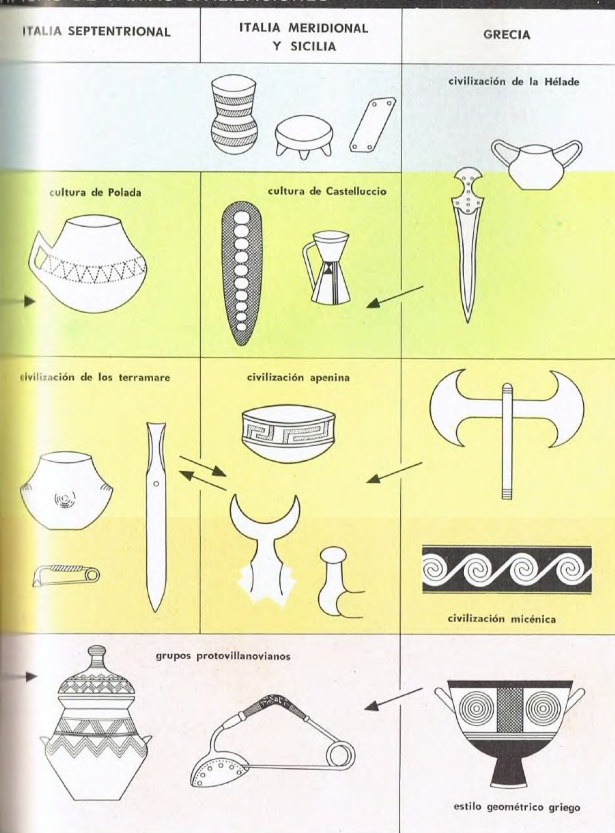 ITALIA SEPTENTRIONAL
ITALIA MERIDIONAL
Y SICILIA
GRECIA
civilización de la Hélade
cultura de Polada
cultura de Castelluccio
civilización de los terramare
civilización apenina
civilización micénica
grupos protovillanovianos
estilo geométrico griego